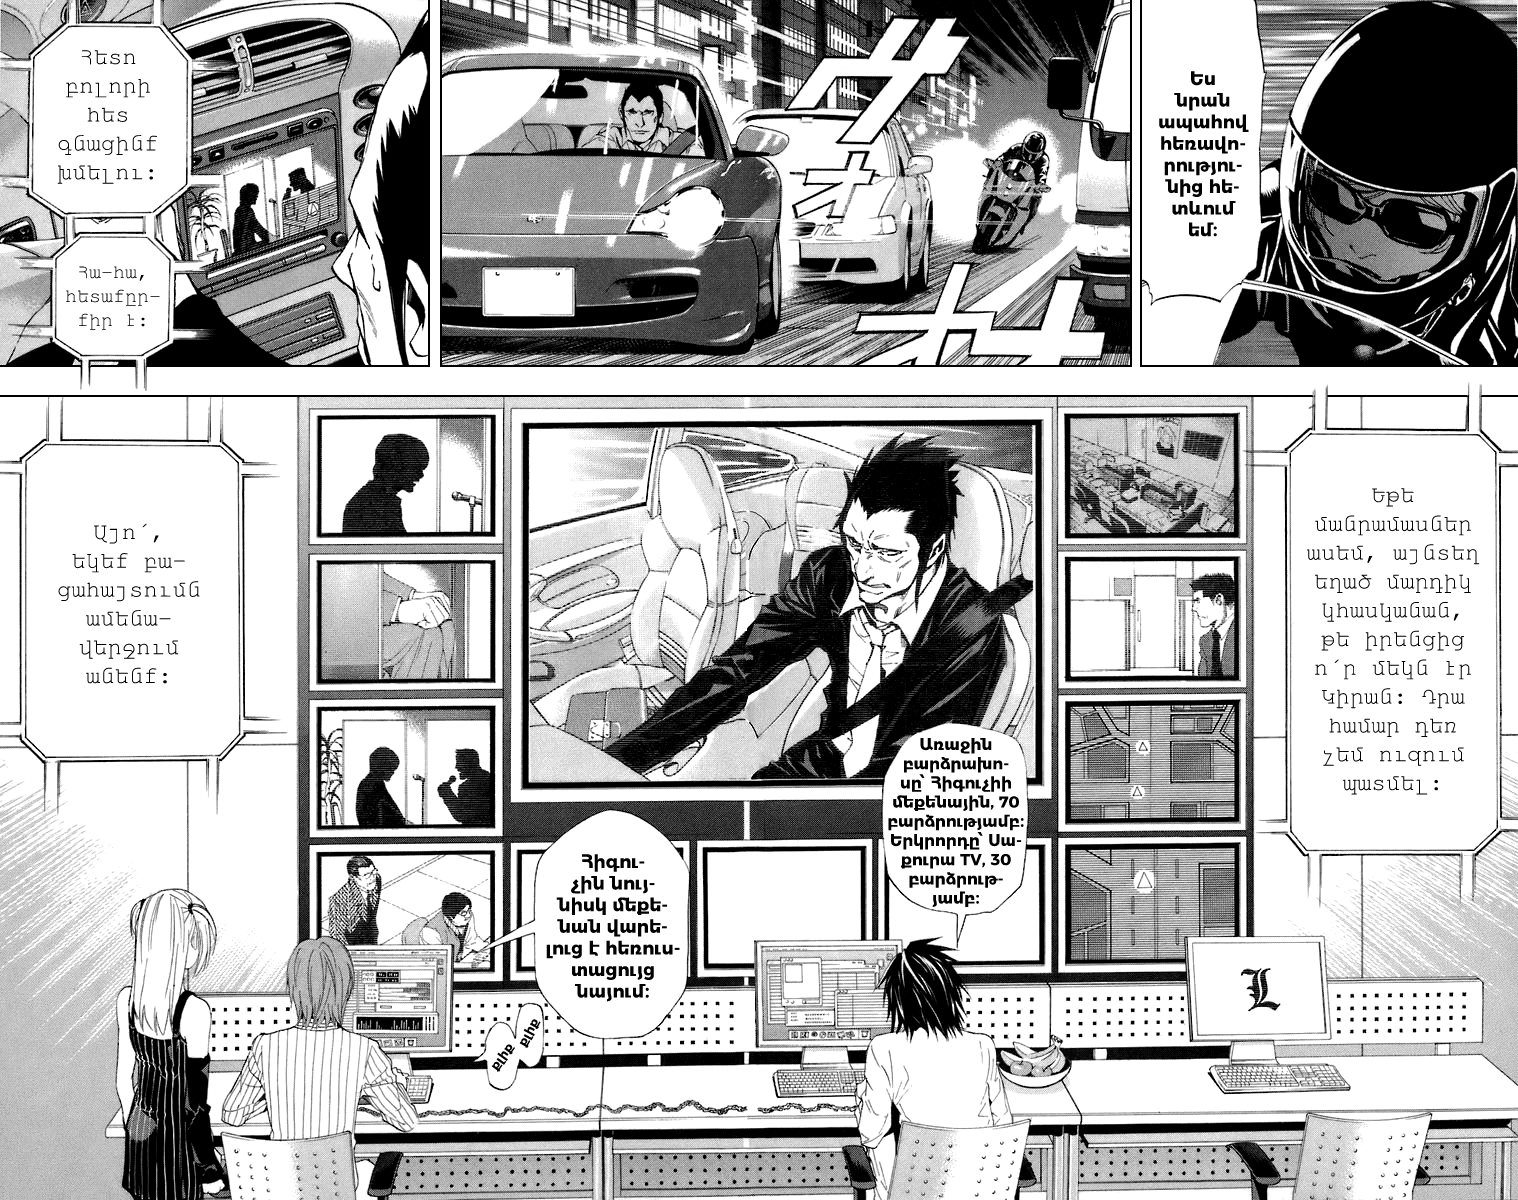 Ես
նրան
ապահով
հեռավո-
րությու-
նից հե-
տևում
եմ։
Հետո
բոլորի
հետ
գնացինք
խմելու։
Հա-հա,
հետաքըր-
քիր է։
Եթե
մանրամասներ
ասեմ, այնտեղ
եղած մարդիկ
կհասկանան,
թե իրենցից
ո՛ր մեկն էր
Կիրան։ Դրա
համար դեռ
չեմ ուզում
պատմել։
Առաջին
բարձրախո-
սը՝ Հիգուչիի
մեքենային, 70
բարձրությամբ։
Երկրորդը՝ Սա-
քուրա TV, 30
բարձրութ-
յամբ։
Հիգու-
չին նույ-
նիսկ մեքե-
նան վարե-
լուց է հեռուս-
տացույց
նայում։
Այո՛,
եկեք բա-
ցահայտումն
ամենա-
վերջում
անենք։
L